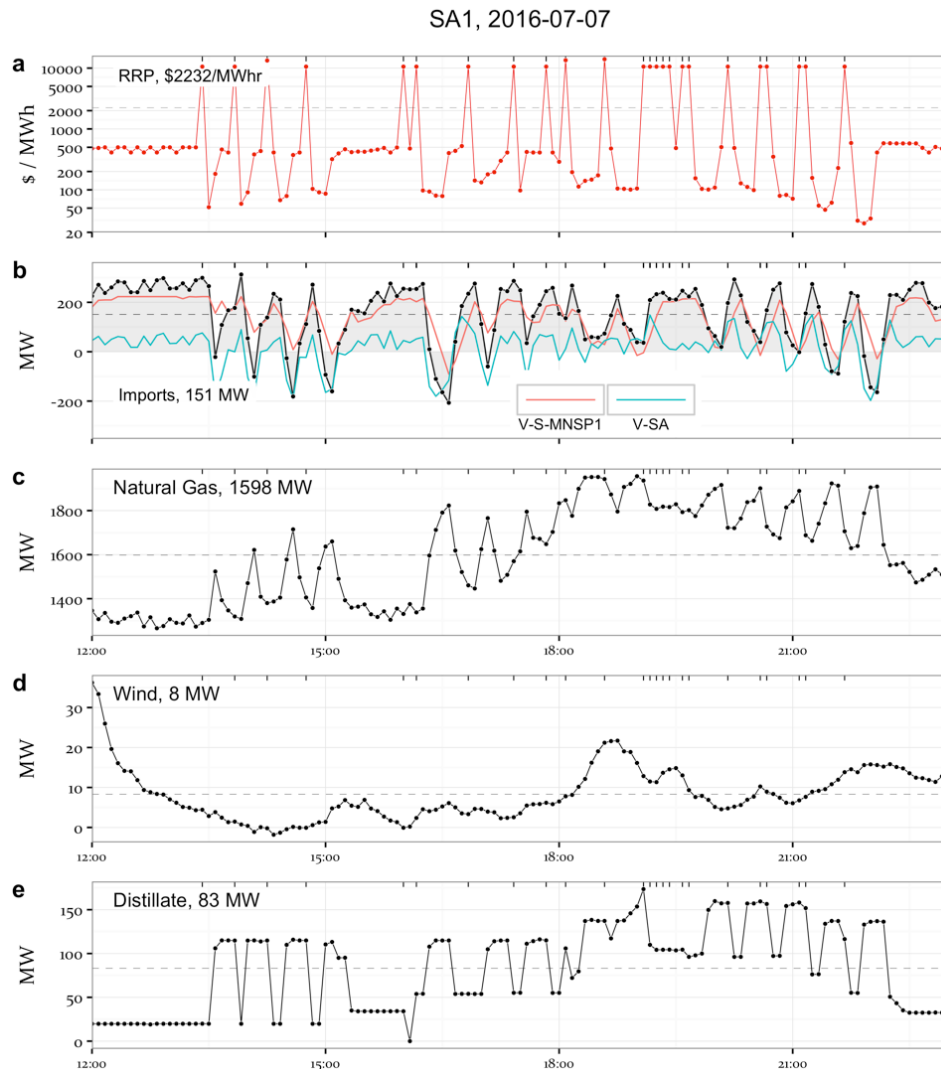 SA1, 2016-07-07
a
RRP, $2232/MWhr
$ / MWh
10000
5000
2000
1000
500
200
100
50
20
b
MW
200
0
-200
Imports, 151 MW
V-S-MNSP1
V-SA
c
Natural Gas, 1598 MW
MW
1800
1600
1400
12:00
15:00
18:00
21:00
d
Wind, 8 MW
MW
30
20
10
0
12:00
15:00
18:00
21:00
e
Distillate, 83 MW
MW
150
100
50
0
12:00
15:00
18:00
21:00